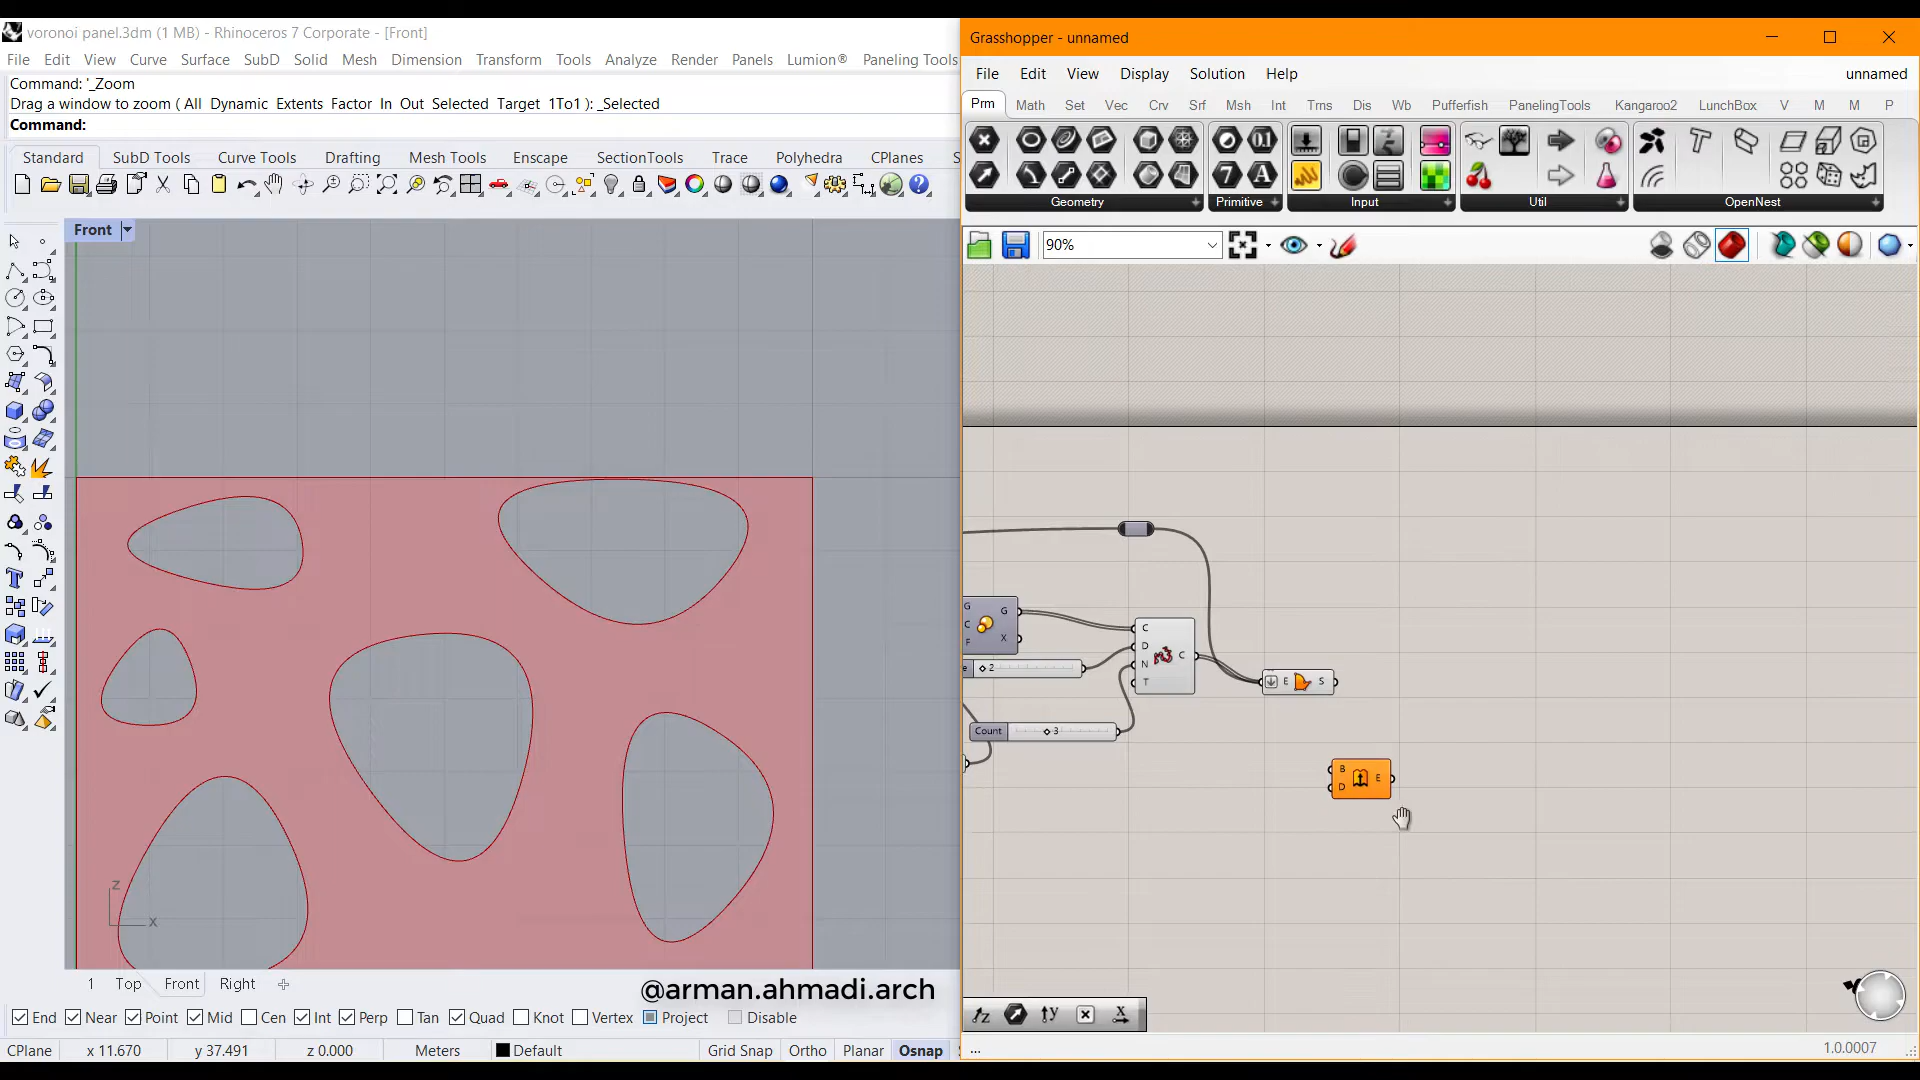 voronoi panel.3dm (1 MB) - Rhinoceros 7 Corporate - [Front]
File Edit View Curve Surface SubD Solid Mesh Dimension Transform Tools Analyze Render Panels Lumion® Paneling Tools
Command: '_Zoom
Drag a window to zoom ( All Dynamic Extents Factor In Out Selected Target 1To1 ): _Selected
Command:
Standard SubD Tools Curve Tools Drafting Mesh Tools Enscape SectionTools Trace Polyhedra CPlanes S
Front
z
x
1 Top Front Right
@arman.ahmadi.arch
End Near Point Mid Cen Int Perp Tan Quad Knot Vertex Project Disable
CPlane x 11.670 y 37.491 z 0.000 Meters Default Grid Snap Ortho Planar Osnap
Grasshopper - unnamed
File Edit View Display Solution Help unnamed
Prm Math Set Vec Crv Srf Msh Int Trns Dis Wb Pufferfish PanelingTools Kangaroo2 LunchBox V M M P
Geometry Primitive Input Util OpenNest
90%
G C F G X
2
C D N T C
Count 3
E S
B D E
...
1.0.0007